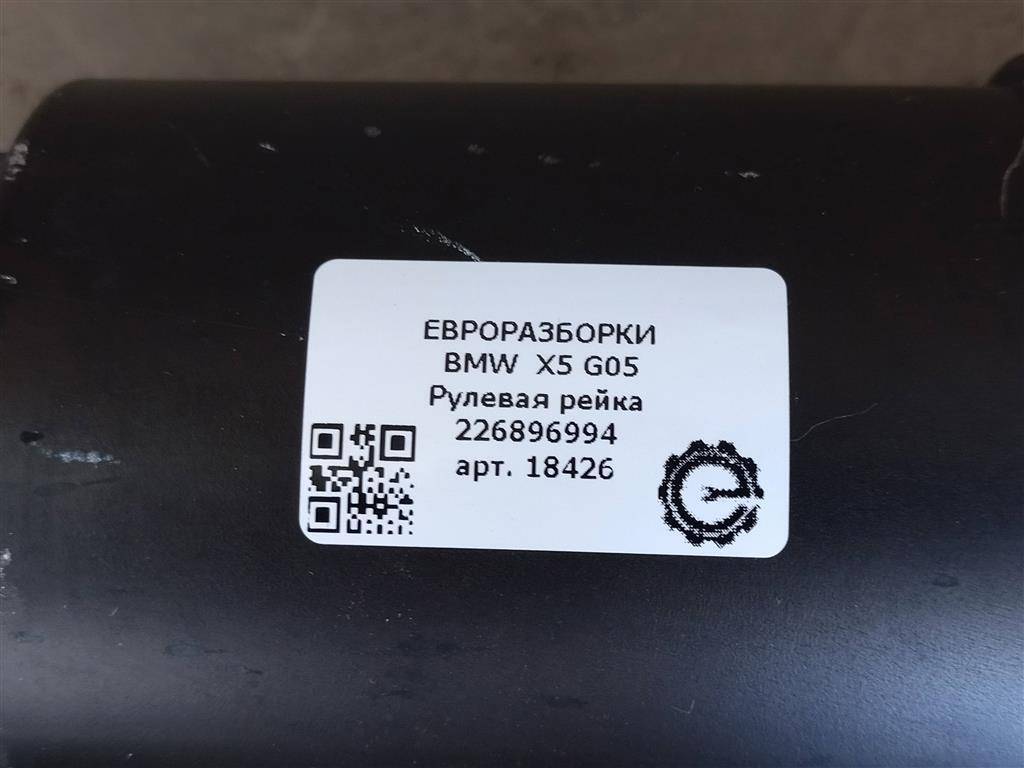 ЕВРОРАЗБОРКИ
BMW X5 G05
Рулевая рейка
226896994
арт. 18426